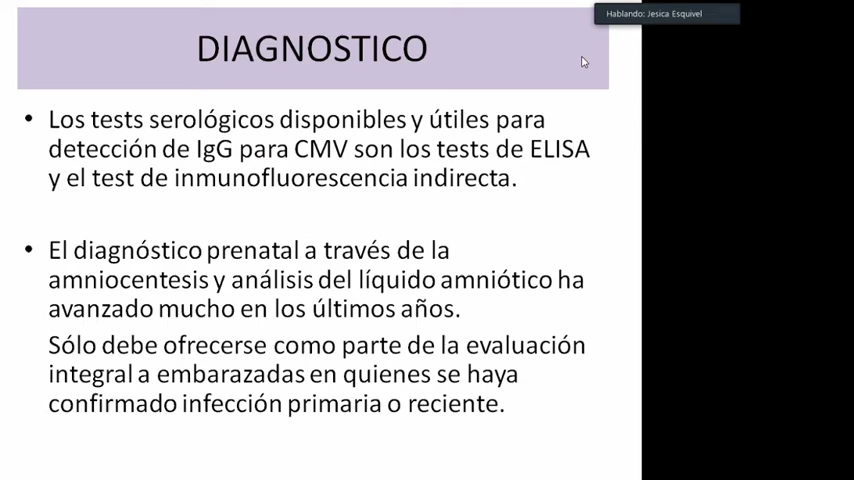 Hablando: Jesica Esquivel
DIAGNOSTICO
• Los tests serológicos disponibles y útiles para
detección de IgG para CMV son los tests de ELISA
y el test de inmunofluorescencia indirecta.
• El diagnóstico prenatal a través de la
amniocentesis y análisis del líquido amniótico ha
avanzado mucho en los últimos años.
Sólo debe ofrecerse como parte de la evaluación
integral a embarazadas en quienes se haya
confirmado infección primaria o reciente.